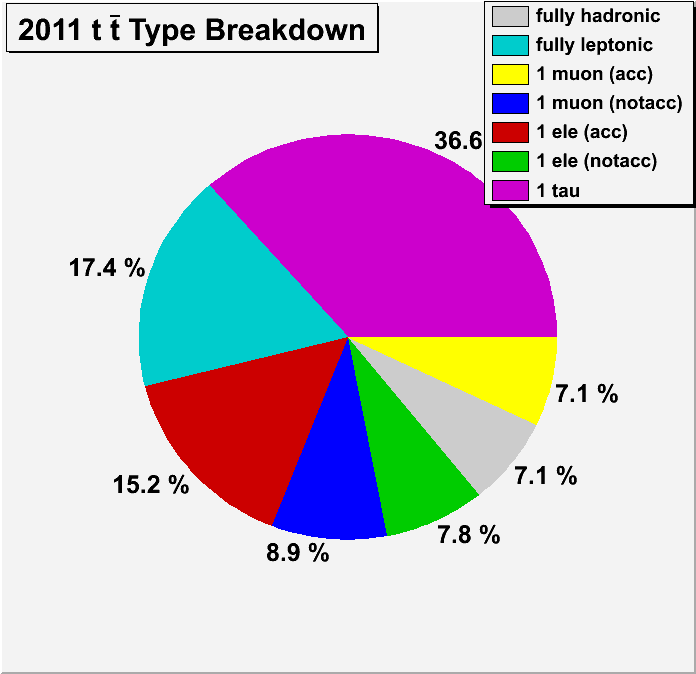 2011 t t̄ Type Breakdown
fully hadronic
fully leptonic
1 muon (acc)
1 muon (notacc)
1 ele (acc)
1 ele (notacc)
1 tau
36.6
17.4 %
7.1 %
7.1 %
15.2 %
7.8 %
8.9 %